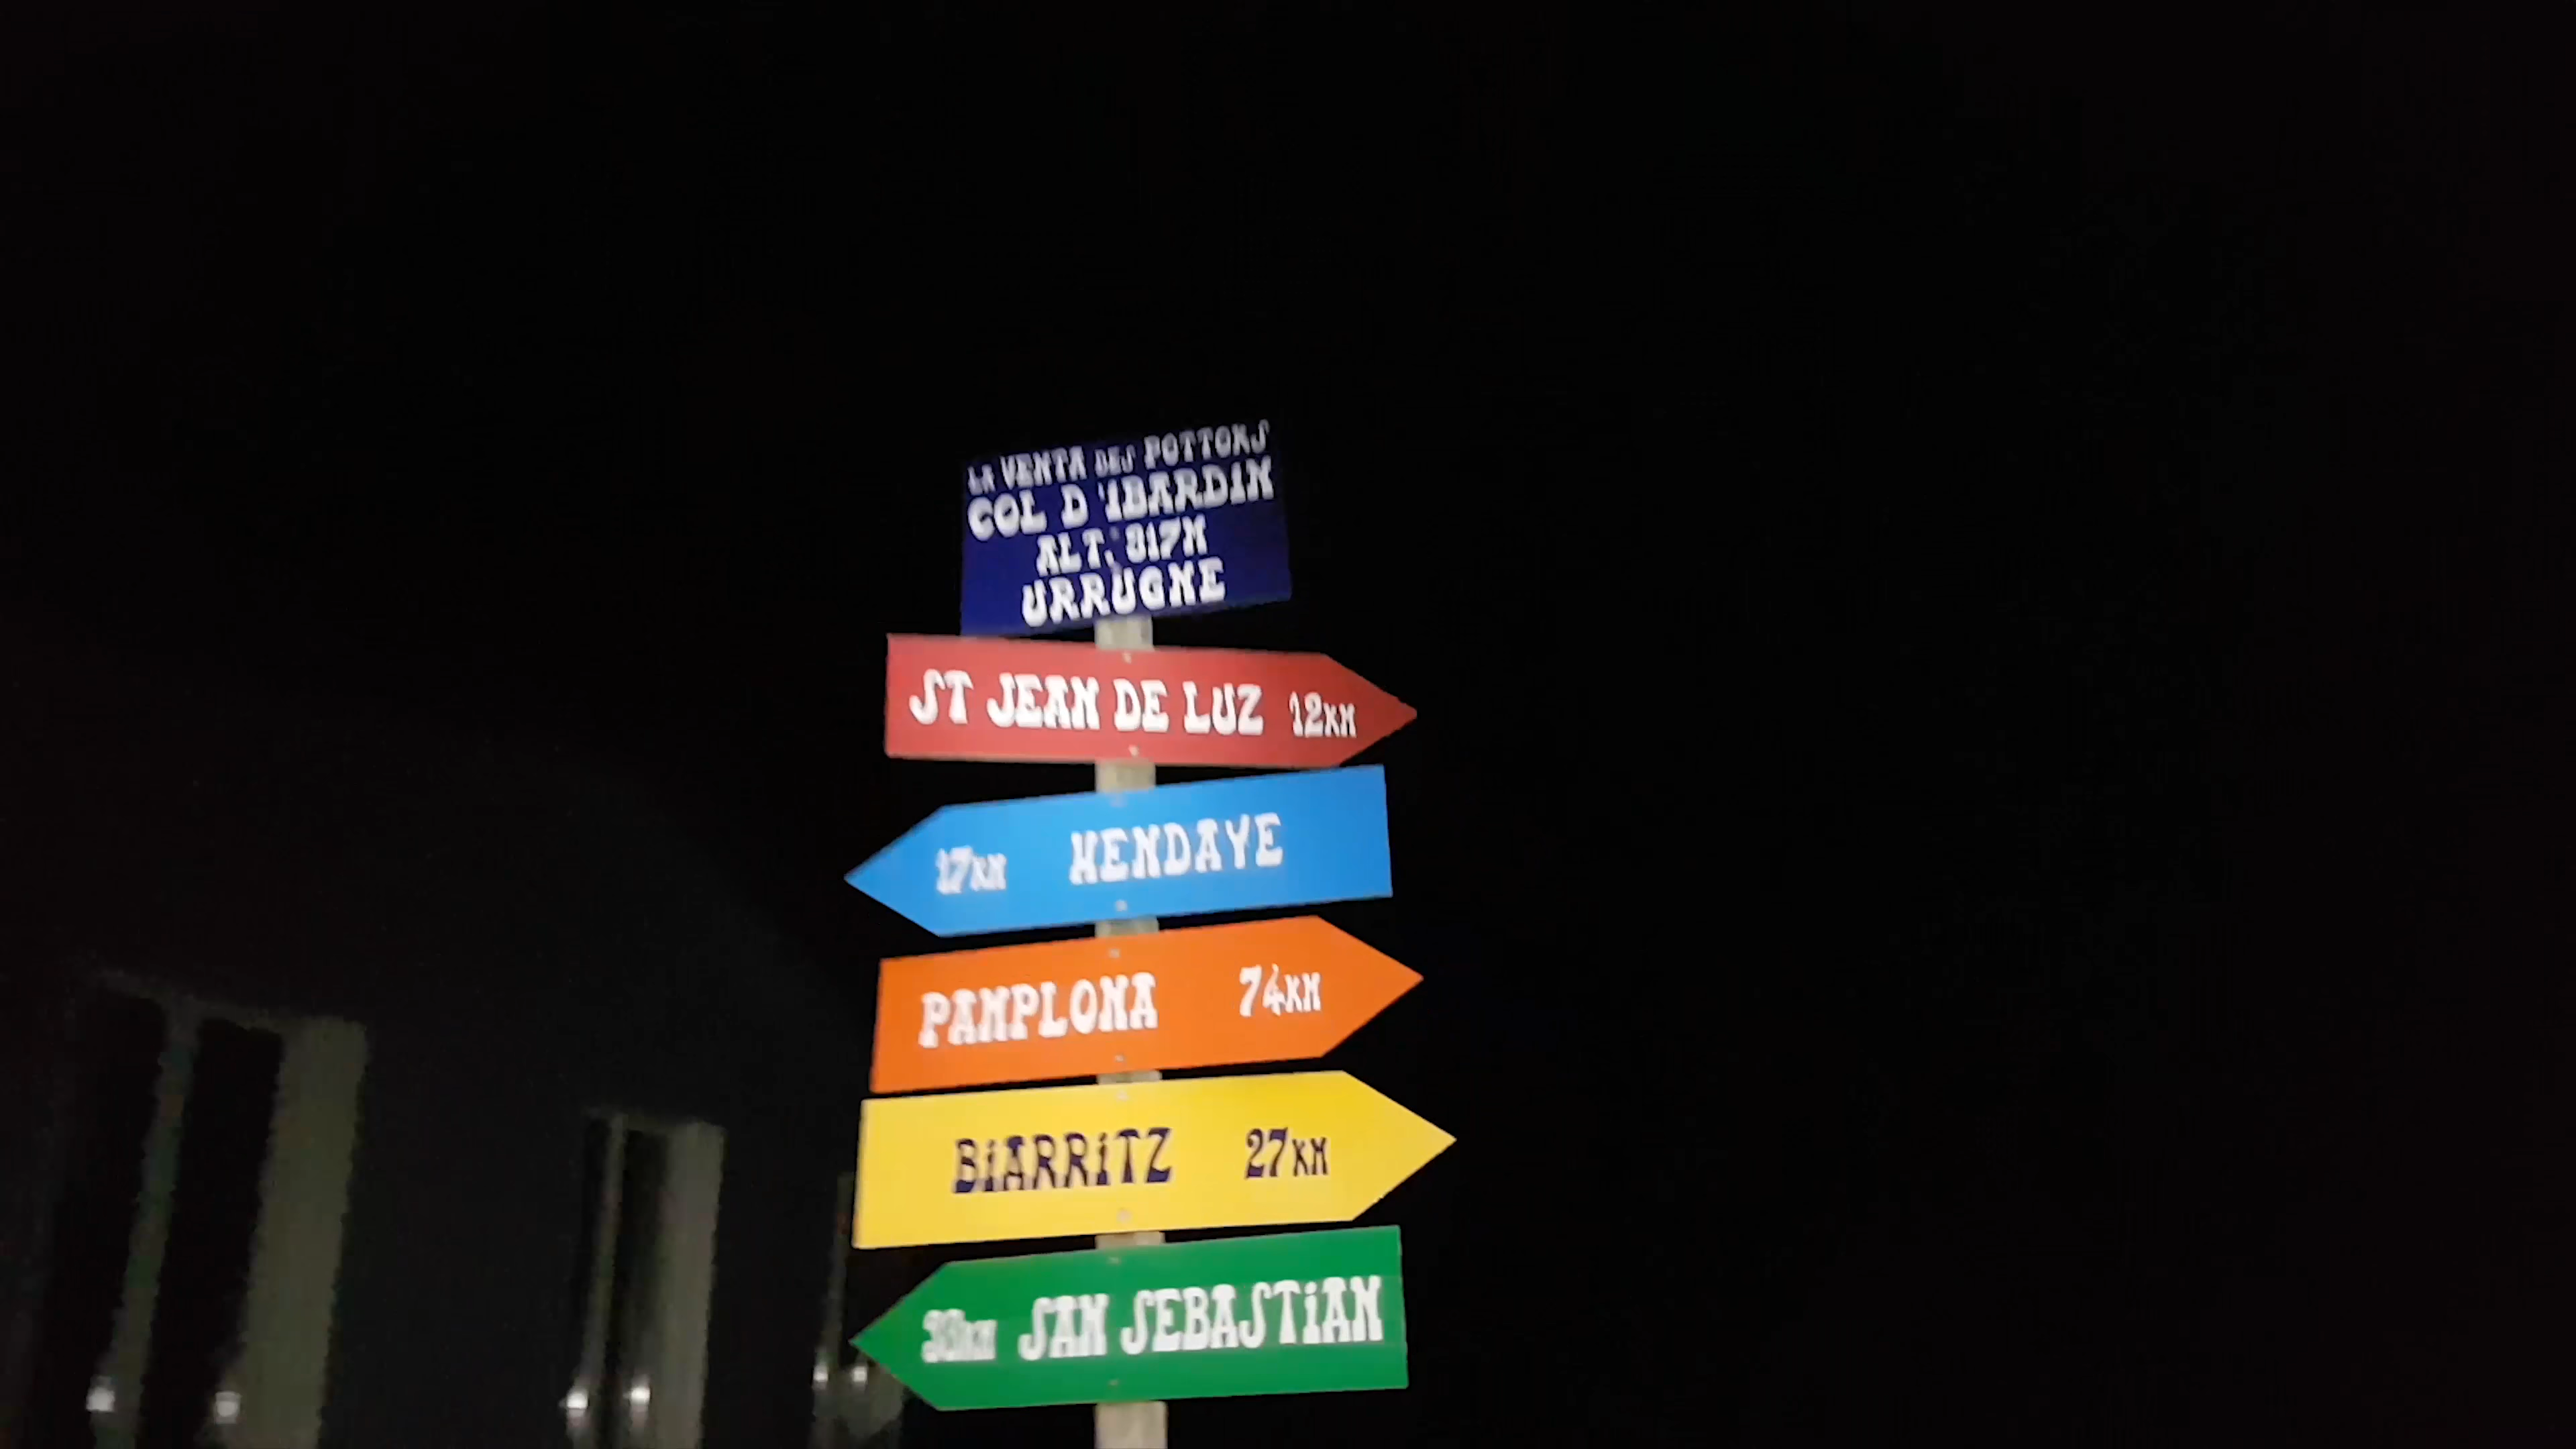 LA VENTA DES POTTOKS
COL D'IBARDIN
ALT. 317M
URRUGNE
ST JEAN DE LUZ 12KM
17KM HENDAYE
PAMPLONA 74KM
BiARRiTZ 27KM
SAN SEBASTiAN